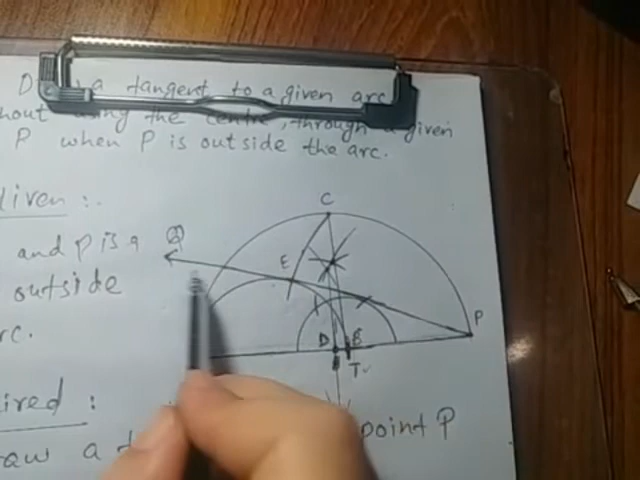 a tangent to a given arc
the centre, through a given
P when P is outside the arc.
Given :.
and P is a
outside
arc.
C
Q
E
P
D B
T
ired :
point P
aw a